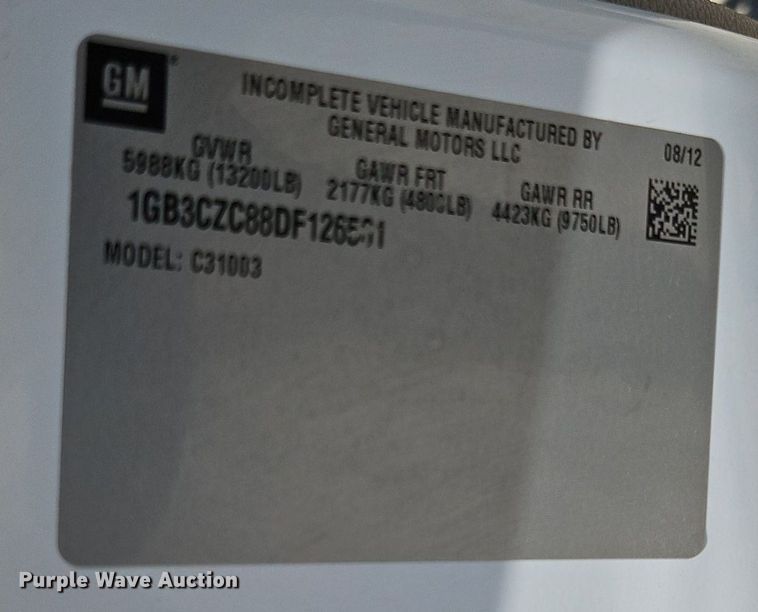 GM
INCOMPLETE VEHICLE MANUFACTURED BY
GENERAL MOTORS LLC
08/12
GVWR GAWR FRT GAWR RR
5988KG (13200LB) 2177KG (4800LB) 4423KG (9750LB)
MODEL: C31003
Purple Wave Auction